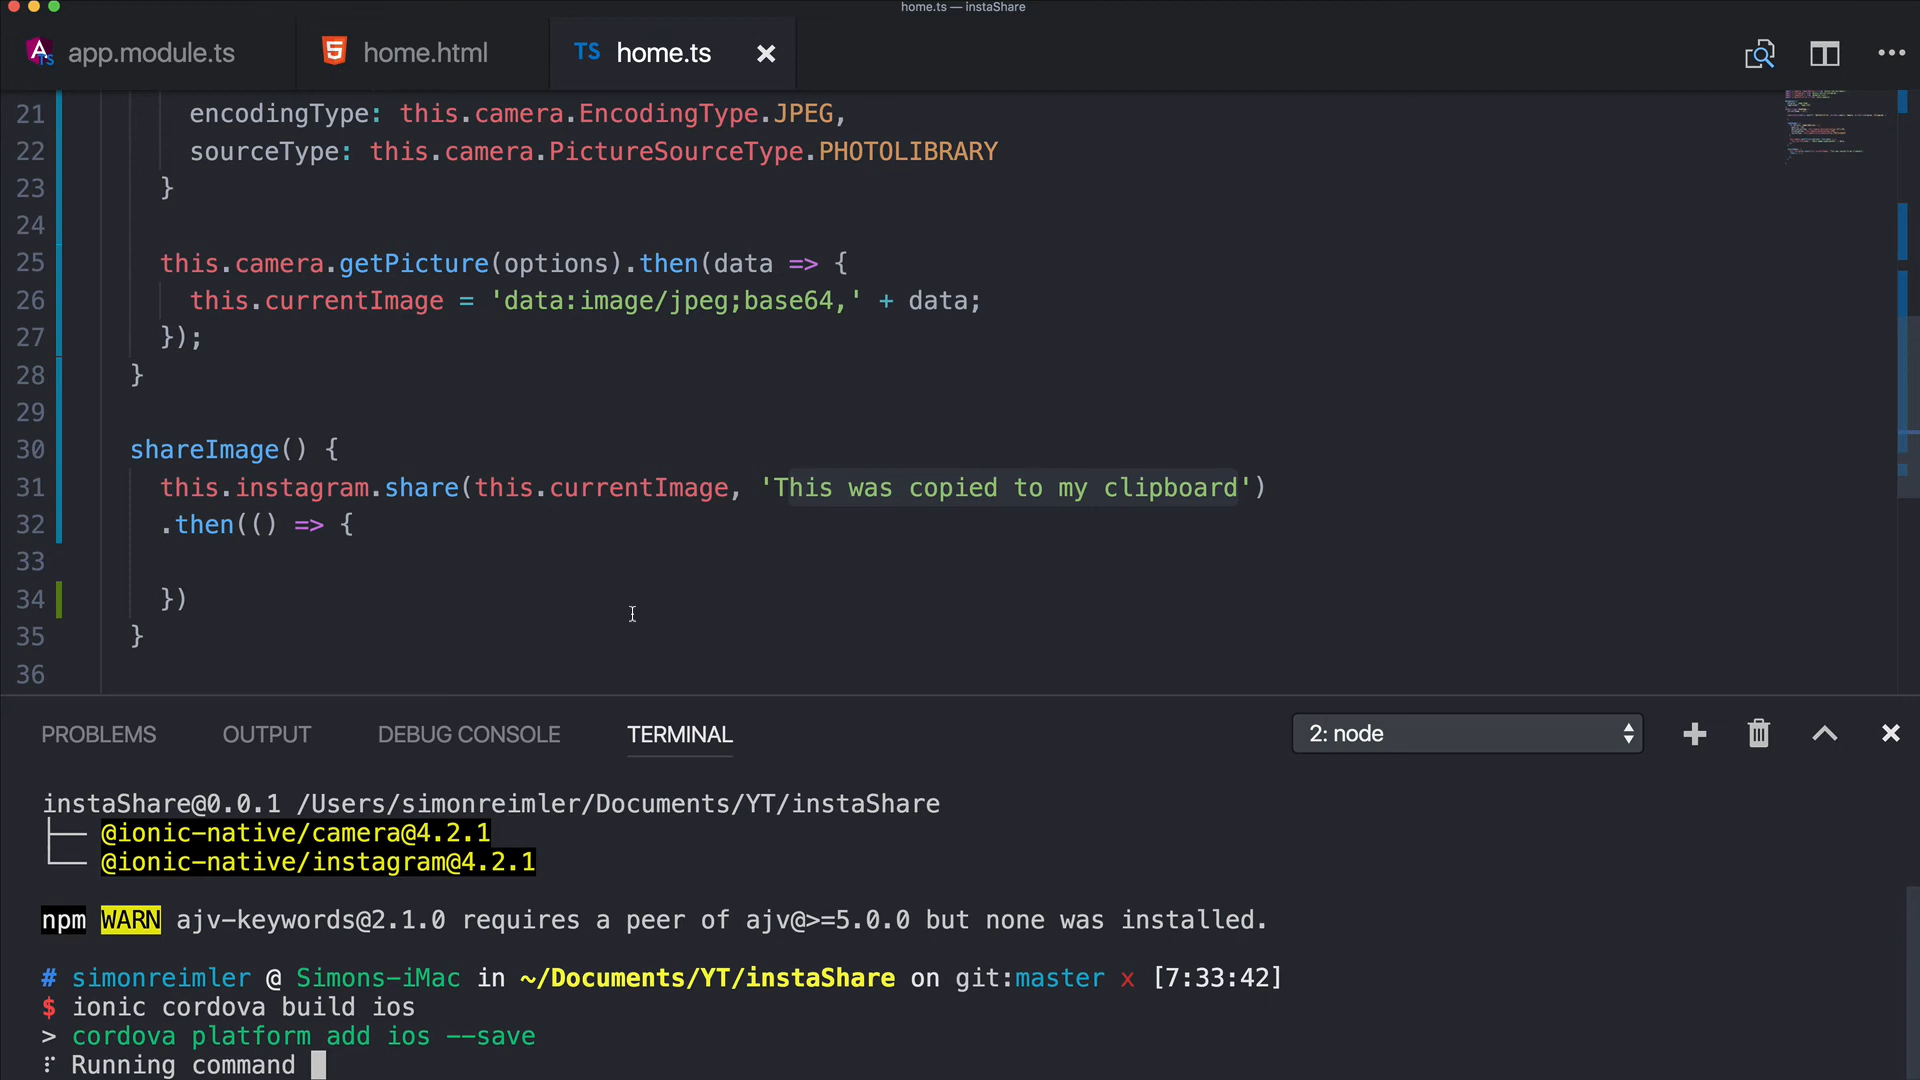 home.ts — instaShare
app.module.ts
home.html
TS home.ts
21 encodingType: this.camera.EncodingType.JPEG,
22 sourceType: this.camera.PictureSourceType.PHOTOLIBRARY
23 }
24
25 this.camera.getPicture(options).then(data => {
26 this.currentImage = 'data:image/jpeg;base64,' + data;
27 });
28 }
29
30 shareImage() {
31 this.instagram.share(this.currentImage, 'This was copied to my clipboard')
32 .then(() => {
33
34 })
35 }
36
PROBLEMS OUTPUT DEBUG CONSOLE TERMINAL 2: node
instaShare@0.0.1 /Users/simonreimler/Documents/YT/instaShare
├── @ionic-native/camera@4.2.1
└── @ionic-native/instagram@4.2.1
npm WARN ajv-keywords@2.1.0 requires a peer of ajv@>=5.0.0 but none was installed.
# simonreimler @ Simons-iMac in ~/Documents/YT/instaShare on git:master x [7:33:42]
$ ionic cordova build ios
> cordova platform add ios --save
⠏ Running command